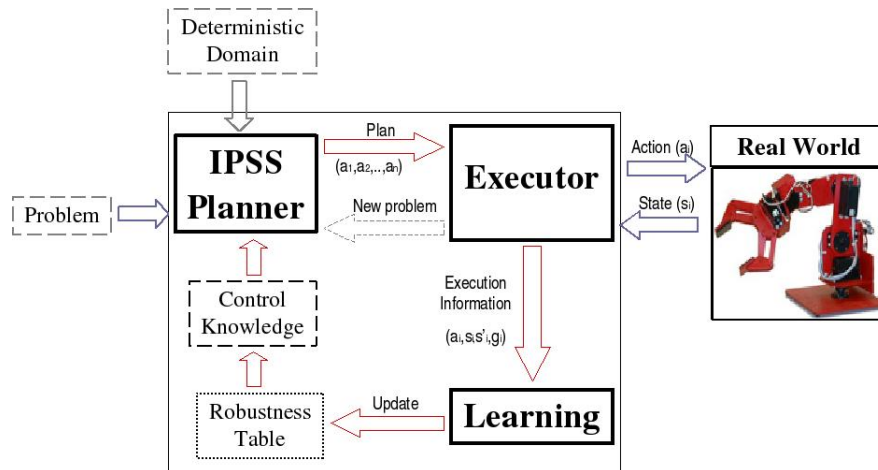 Deterministic
Domain
Plan
(a₁,a₂,..,aₙ)
IPSS
Planner
Executor
Action (aᵢ)
Real World
Problem
New problem
State (sᵢ)
Execution
Information
(aᵢ,sᵢs'ᵢ,gᵢ)
Control
Knowledge
Update
Learning
Robustness
Table